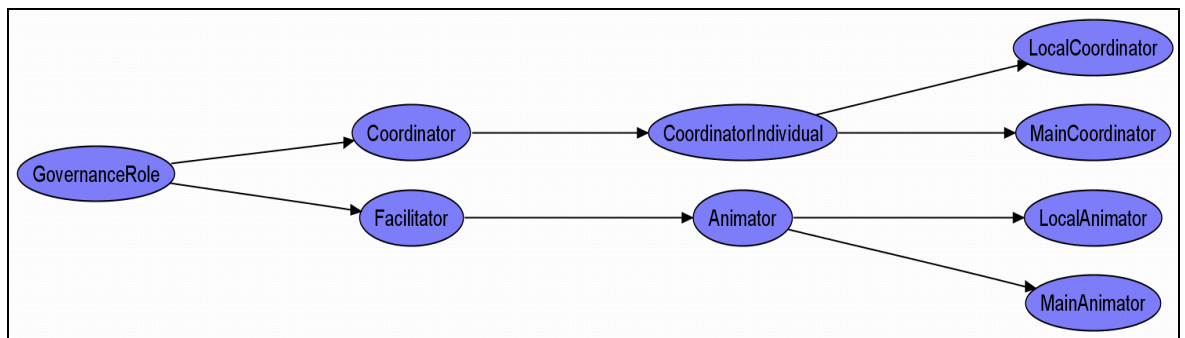 LocalCoordinator
Coordinator
CoordinatorIndividual
MainCoordinator
GovernanceRole
Facilitator
Animator
LocalAnimator
MainAnimator